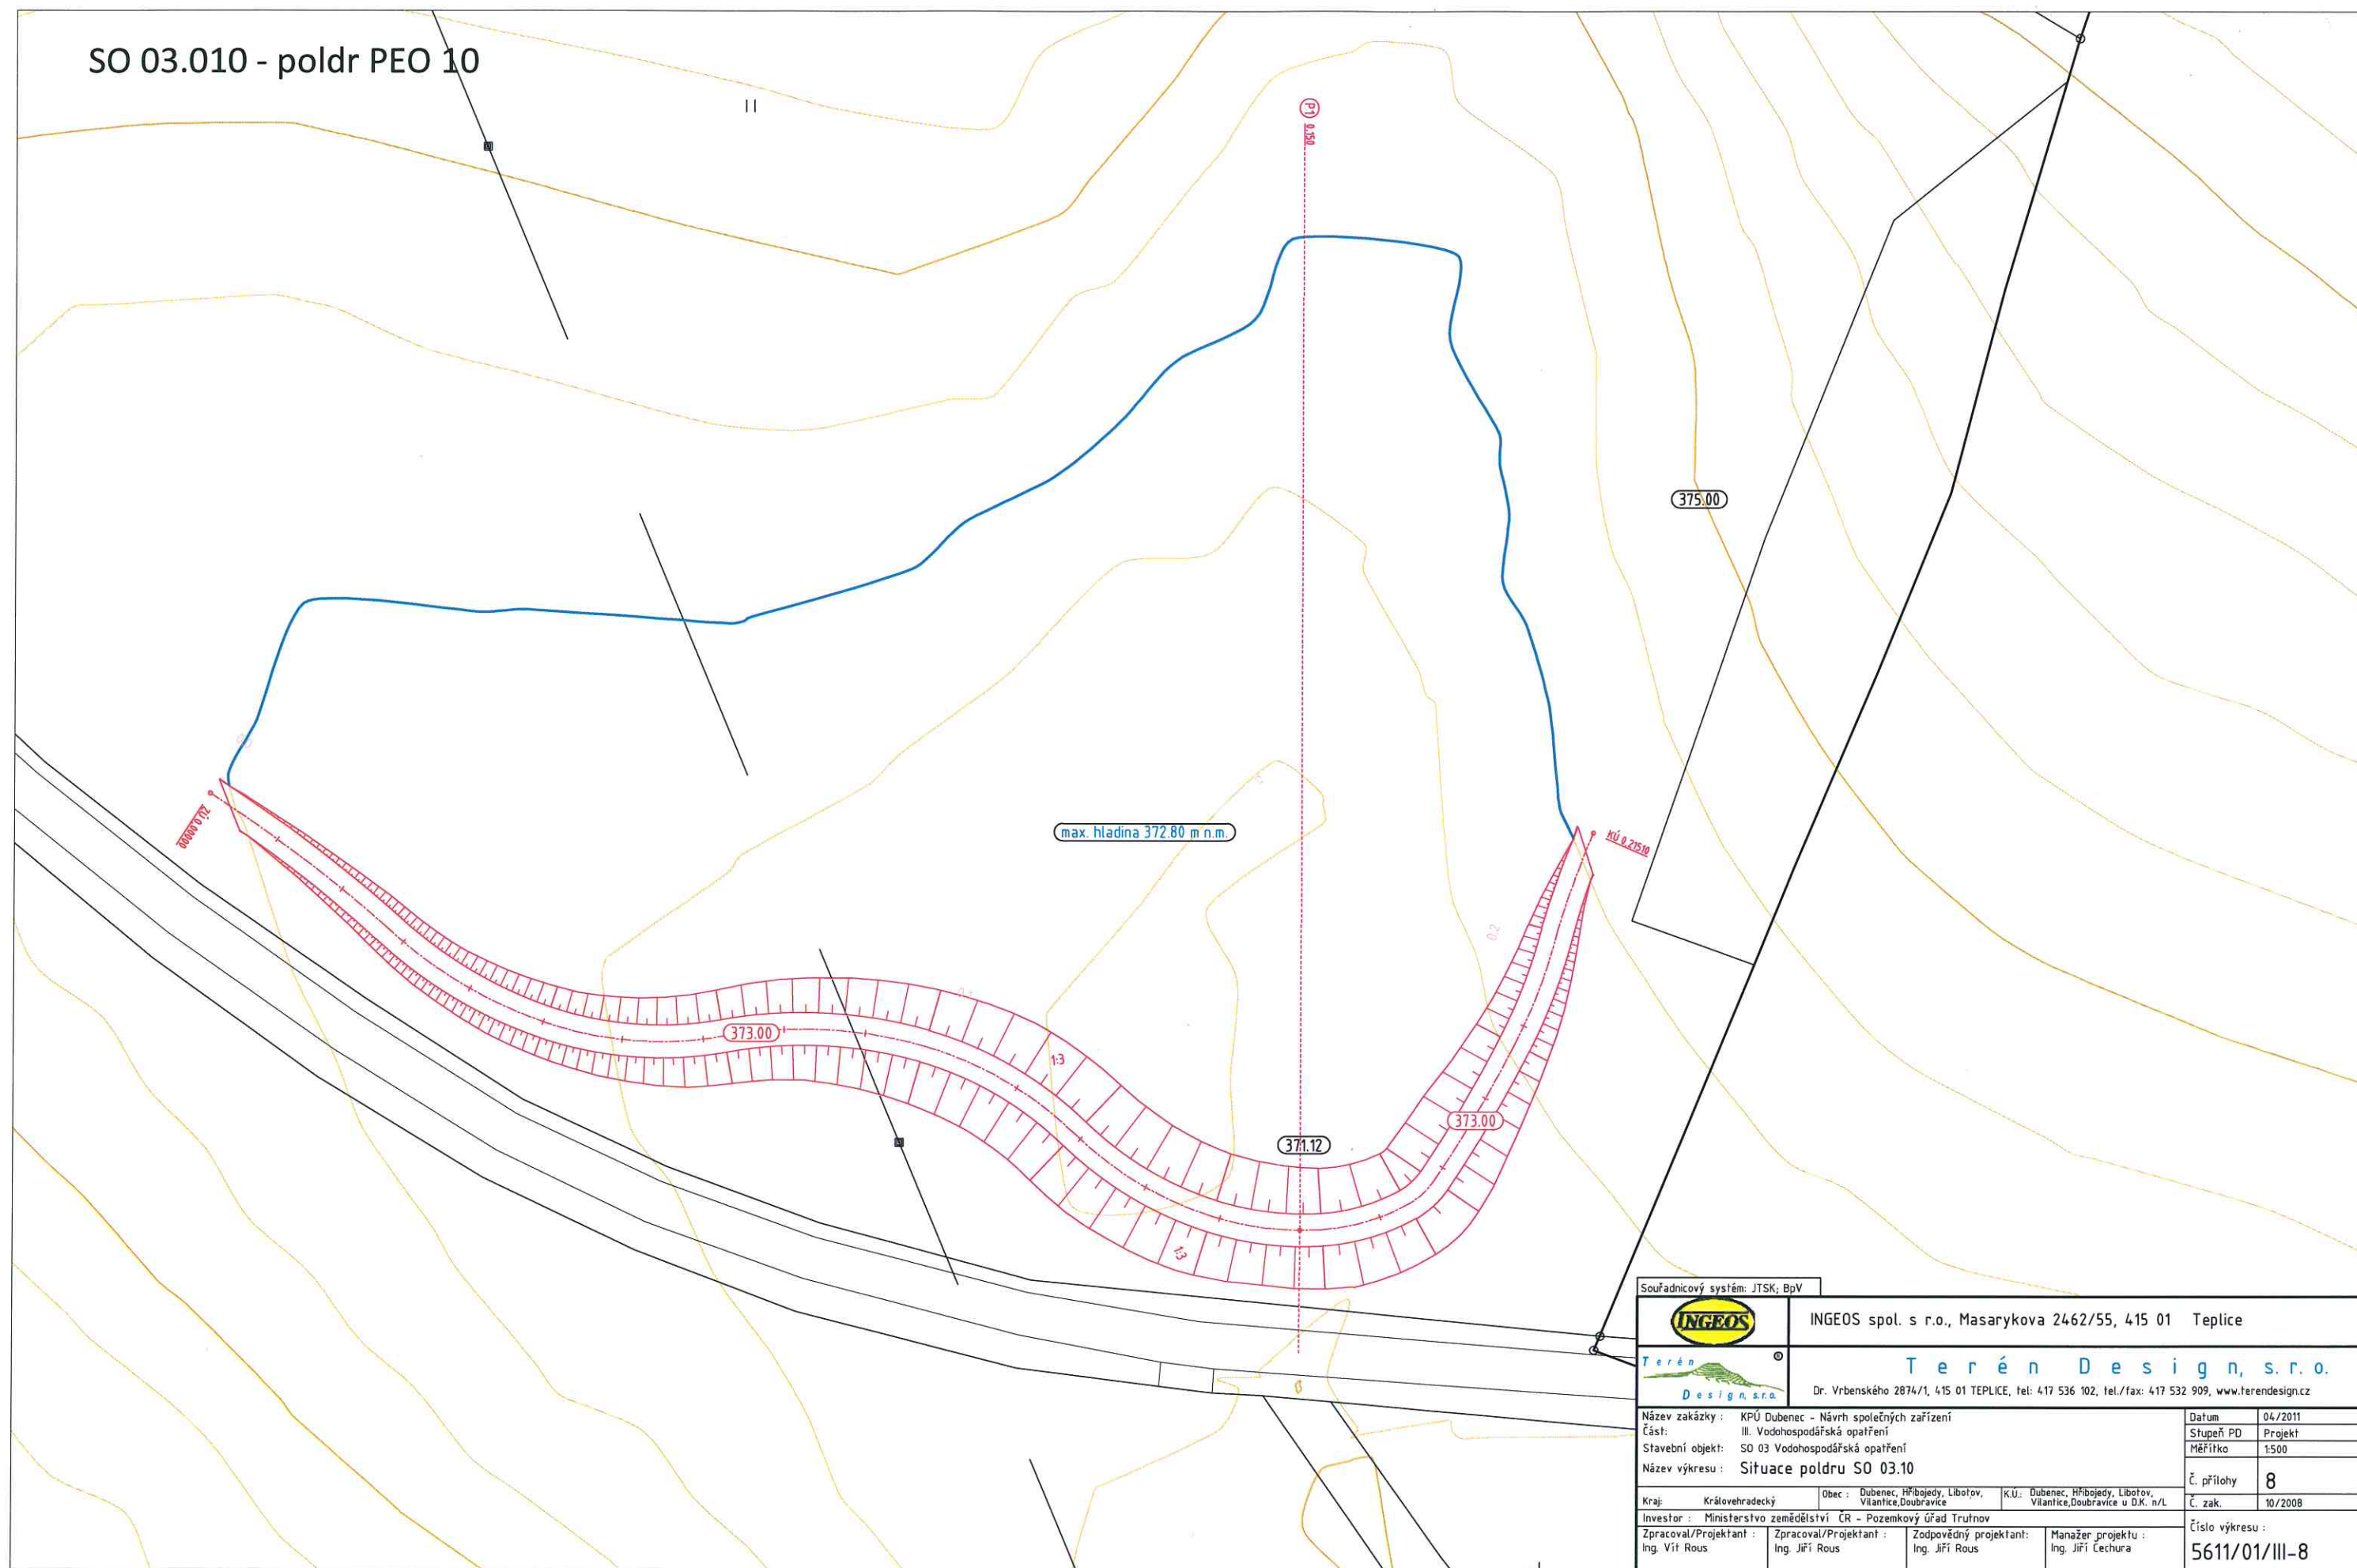 SO 03.010 - poldr PEO 10
P1 0.150
375.00
max. hladina 372.80 m n.m.
ZÚ 0.00000
KÚ 0.21510
0.2
373.00
1:3
373.00
371.12
1:3
Souřadnicový systém: JTSK; BpV
INGEOS
INGEOS spol. s r.o., Masarykova 2462/55, 415 01 Teplice
Terén
Design, s.r.o.
Terén Design, s.r.o.
Dr. Vrbenského 2874/1, 415 01 TEPLICE, tel: 417 536 102, tel./fax: 417 532 909, www.terendesign.cz
Název zakázky : KPÚ Dubenec - Návrh společných zařízení
Část: III. Vodohospodářská opatření
Stavební objekt: SO 03 Vodohospodářská opatření
Název výkresu : Situace poldru SO 03.10
Datum 04/2011
Stupeň PD Projekt
Měřítko 1:500
Č. přílohy 8
Č. zak. 10/2008
Kraj: Královehradecký
Obec : Dubenec, Hřibojedy, Libotov,
Vilantice,Doubravice
K.Ú.: Dubenec, Hřibojedy, Libotov,
Vilantice,Doubravice u D.K. n/L
Investor : Ministerstvo zemědělství ČR - Pozemkový úřad Trutnov
Zpracoval/Projektant :
Ing. Vít Rous
Zpracoval/Projektant :
Ing. Jiří Rous
Zodpovědný projektant:
Ing. Jiří Rous
Manažer projektu :
Ing. Jiří Čechura
Číslo výkresu :
5611/01/III-8